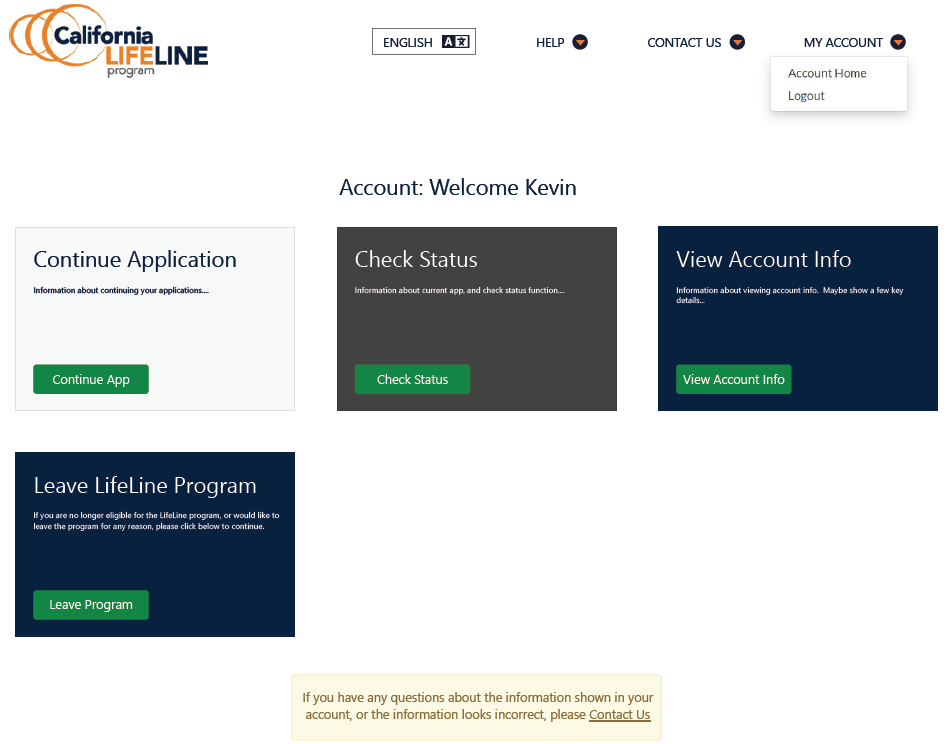 California
LIFELINE
program
ENGLISH A文
HELP
CONTACT US
MY ACCOUNT
Account Home
Logout
Account: Welcome Kevin
Continue Application
Information about continuing your applications....
Continue App
Check Status
Information about current app, and check status function....
Check Status
View Account Info
Information about viewing account info.  Maybe show a few key
details...
View Account Info
Leave LifeLine Program
If you are no longer eligible for the LifeLine program, or would like to
leave the program for any reason, please click below to continue.
Leave Program
If you have any questions about the information shown in your
account, or the information looks incorrect, please Contact Us